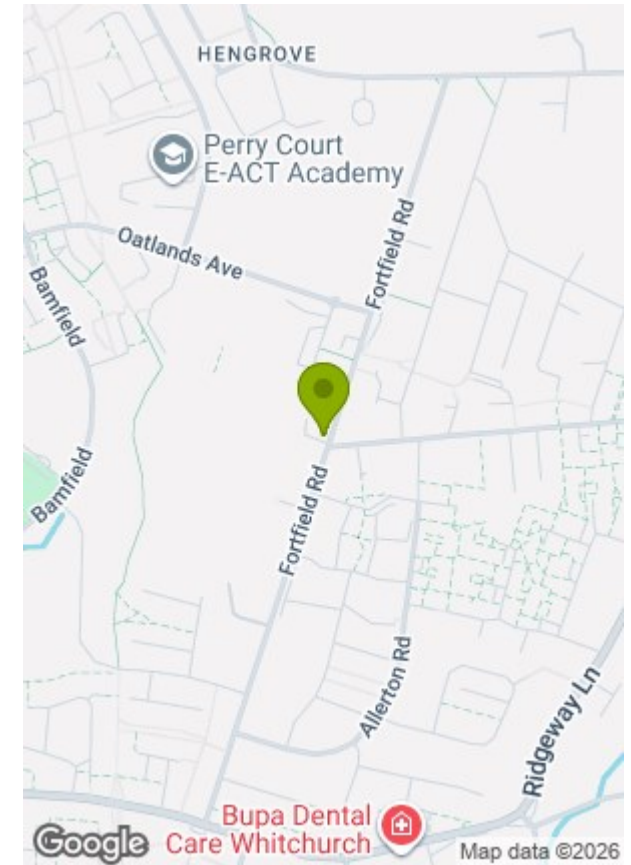 HENGROVE
Perry Court
E-ACT Academy
Oatlands Ave
Fortfield Rd
Bamfield
Bamfield
Fortfield Rd
Allerton Rd
Ridgeway Ln
Bupa Dental
Care Whitchurch
Google
Map data ©2026